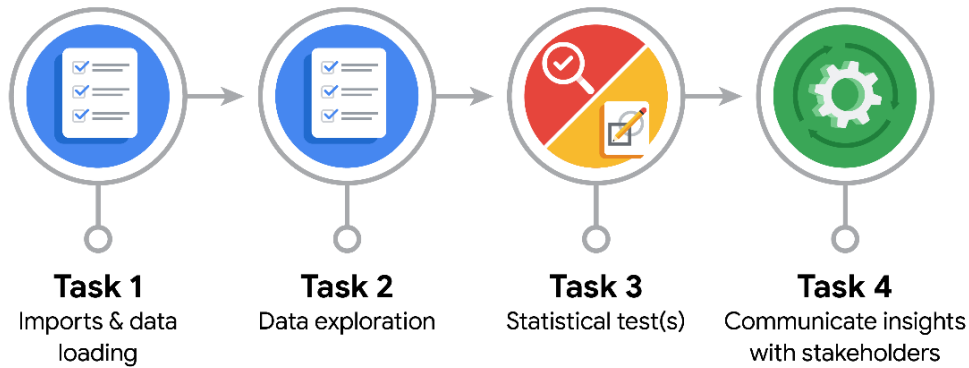 Task 1
Imports & data
loading
Task 2
Data exploration
Task 3
Statistical test(s)
Task 4
Communicate insights
with stakeholders